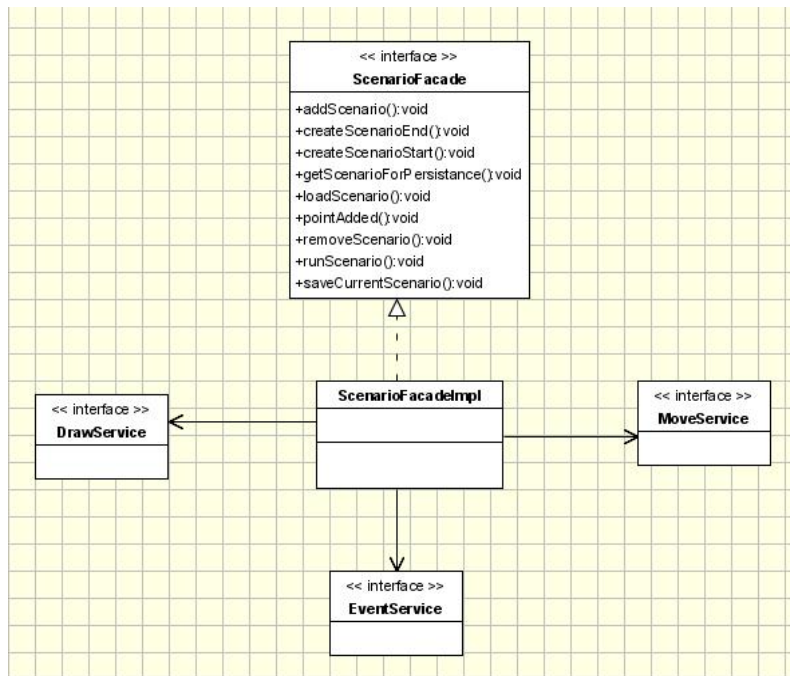 << interface >>
ScenarioFacade
+addScenario():void
+createScenarioEnd():void
+createScenarioStart():void
+getScenarioForPersistance():void
+loadScenario():void
+pointAdded():void
+removeScenario():void
+runScenario():void
+saveCurrentScenario():void
<< interface >>
DrawService
ScenarioFacadeImpl
<< interface >>
MoveService
<< interface >>
EventService